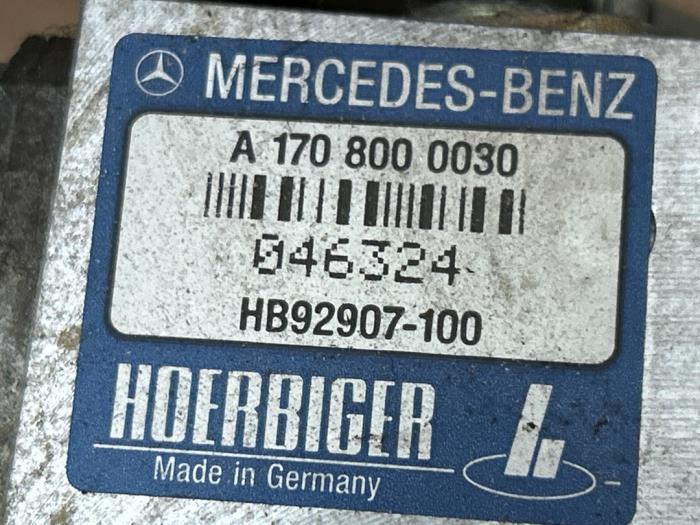 MERCEDES-BENZ
A 170 800 0030
046324
HB92907-100
HOERBIGER
Made in Germany